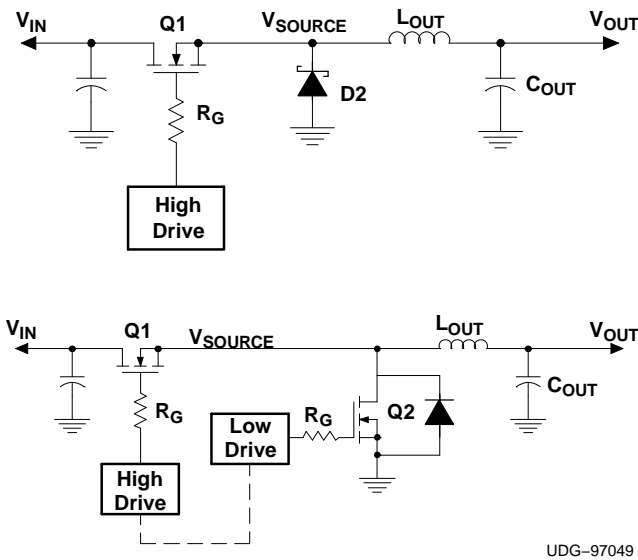 VIN Q1 VSOURCE LOUT VOUT
D2 COUT
RG
High
Drive
VIN Q1 VSOURCE LOUT VOUT
COUT
RG Low
Drive RG Q2
High
Drive
UDG–97049